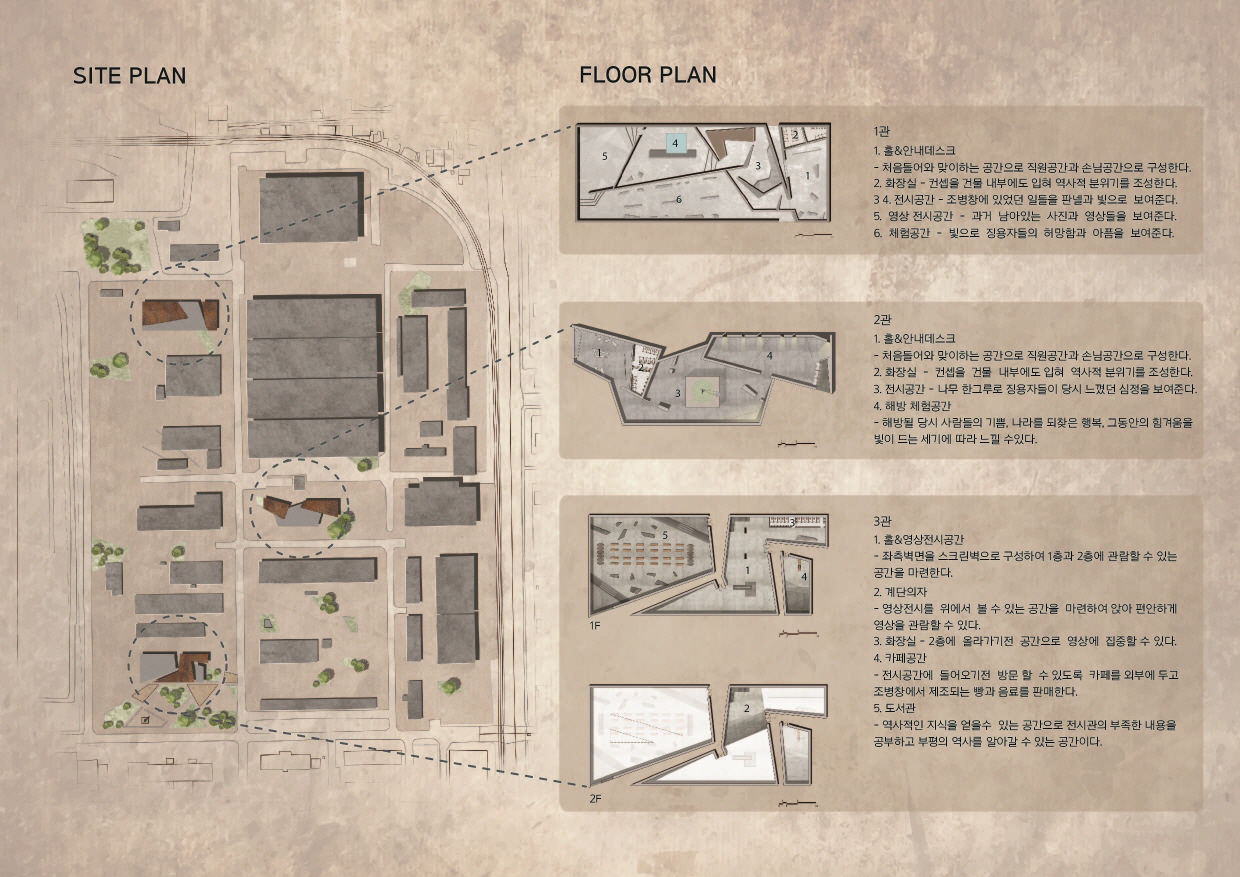 SITE PLAN
FLOOR PLAN
5
4
3
2
1
6
1관
1. 홀&안내데스크
- 처음들어와 맞이하는 공간으로 직원공간과 손님공간으로 구성한다.
2. 화장실 - 컨셉을 건물 내부에도 입혀 역사적 분위기를 조성한다.
3 4. 전시공간 - 조병창에 있었던 일들을 판넬과 빛으로 보여준다.
5. 영상 전시공간 - 과거 남아있는 사진과 영상들을 보여준다.
6. 체험공간 - 빛으로 징용자들의 허망함과 아픔을 보여준다.
1
2
3
4
2관
1. 홀&안내데스크
- 처음들어와 맞이하는 공간으로 직원공간과 손님공간으로 구성한다.
2. 화장실 - 컨셉을 건물 내부에도 입혀 역사적 분위기를 조성한다.
3. 전시공간 - 나무 한그루로 징용자들이 당시 느꼈던 심정을 보여준다.
4. 해방 체험공간
- 해방될 당시 사람들의 기쁨, 나라를 되찾은 행복, 그동안의 힘겨움을
빛이 드는 세기에 따라 느낄 수있다.
5
1
3
4
1F
2
2F
3관
1. 홀&영상전시공간
- 좌측벽면을 스크린벽으로 구성하여 1층과 2층에 관람할 수 있는
공간을 마련한다.
2. 계단의자
- 영상전시를 위에서 볼 수 있는 공간을 마련하여 앉아 편안하게
영상을 관람할 수 있다.
3. 화장실 - 2층에 올라가기전 공간으로 영상에 집중할 수 있다.
4. 카페공간
- 전시공간에 들어오기전 방문 할 수 있도록 카페를 외부에 두고
조병창에서 제조되는 빵과 음료를 판매한다.
5. 도서관
- 역사적인 지식을 얻을수 있는 공간으로 전시관의 부족한 내용을
공부하고 부평의 역사를 알아갈 수 있는 공간이다.